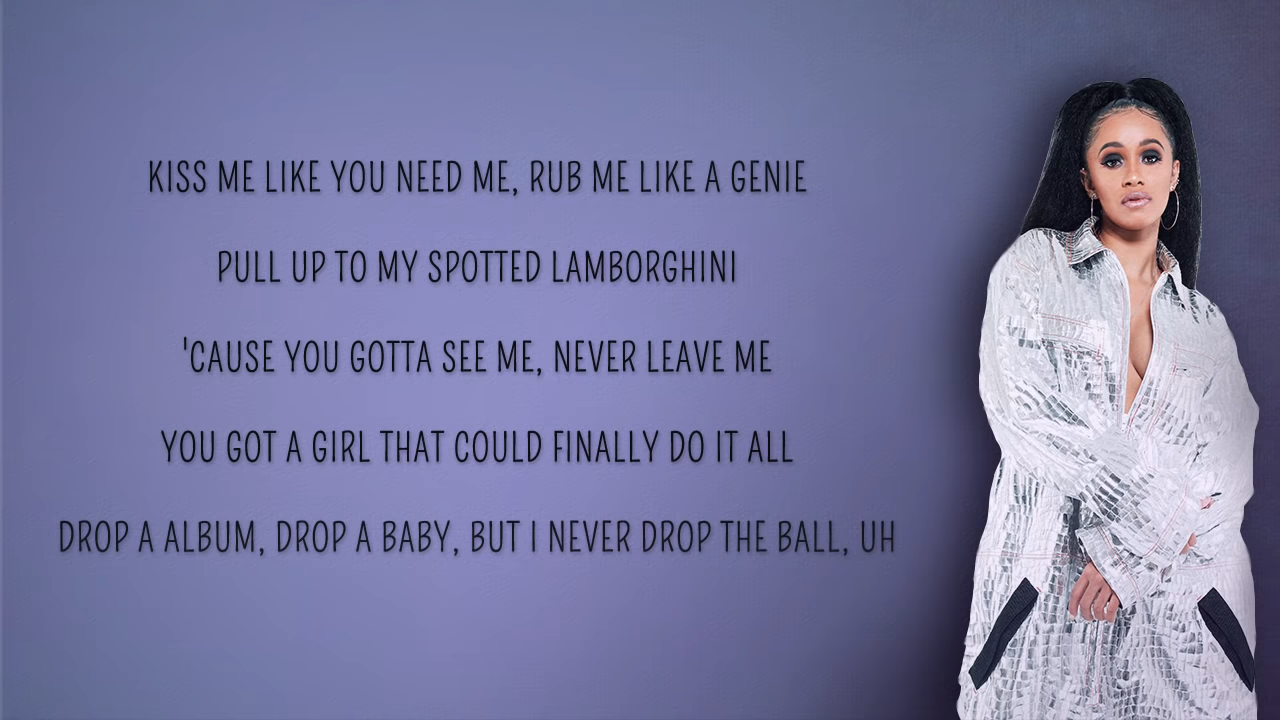 KISS ME LIKE YOU NEED ME, RUB ME LIKE A GENIE
PULL UP TO MY SPOTTED LAMBORGHINI
'CAUSE YOU GOTTA SEE ME, NEVER LEAVE ME
YOU GOT A GIRL THAT COULD FINALLY DO IT ALL
DROP A ALBUM, DROP A BABY, BUT I NEVER DROP THE BALL, UH